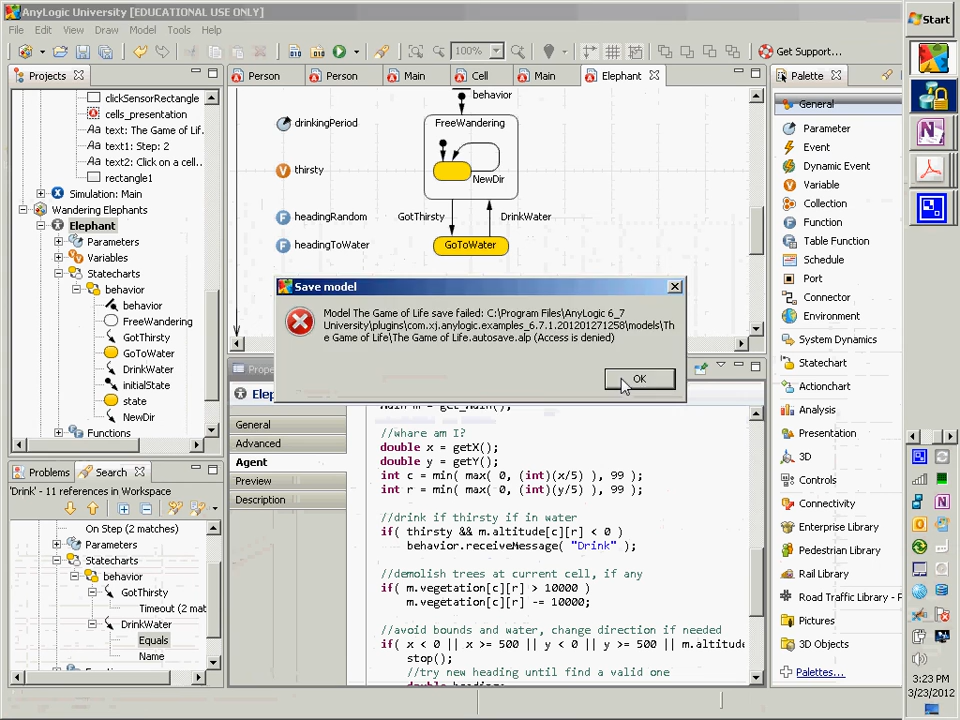 AnyLogic University [EDUCATIONAL USE ONLY]
File Edit View Draw Model Tools Help
100%
Get Support...
Start
Projects
clickSensorRectangle
cells_presentation
text: The Game of Lif.
text1: Step: 2
text2: Click on a cell..
rectangle1
Simulation: Main
Wandering Elephants
Elephant
Parameters
Variables
Statecharts
behavior
behavior
FreeWandering
GotThirsty
GoToWater
DrinkWater
initialState
state
NewDir
Functions
Problems
Search
'Drink' - 11 references in Workspace
On Step (2 matches)
Parameters
Statecharts
behavior
GotThirsty
Timeout (2 mat
DrinkWater
Equals
Name
Person
Person
Main
Cell
Main
Elephant
behavior
drinkingPeriod
FreeWandering
thirsty
NewDir
headingRandom
GotThirsty
DrinkWater
headingToWater
GoToWater
Save model
Model The Game of Life save failed: C:\Program Files\AnyLogic 6_7
University\plugins\com.xj.anylogic.examples_6.7.1.201201271258\models\Th
e Game of Life\The Game of Life.autosave.alp (Access is denied)
OK
Prope
Elep
General
Advanced
Agent
Preview
Description
Main m = get_Main();
//whare am I?
double x = getX();
double y = getY();
int c = min( max( 0, (int)(x/5) ), 99 );
int r = min( max( 0, (int)(y/5) ), 99 );
//drink if thirsty if in water
if( thirsty && m.altitude[c][r] < 0 )
behavior.receiveMessage( "Drink" );
//demolish trees at current cell, if any
if( m.vegetation[c][r] > 10000 )
m.vegetation[c][r] -= 10000;
//avoid bounds and water, change direction if needed
if( x < 0 || x >= 500 || y < 0 || y >= 500 || m.altitude
stop();
//try new heading until find a valid one
Palette
General
Parameter
Event
Dynamic Event
Variable
Collection
Function
Table Function
Schedule
Port
Connector
Environment
System Dynamics
Statechart
Actionchart
Analysis
Presentation
3D
Controls
Connectivity
Enterprise Library
Pedestrian Library
Rail Library
Road Traffic Library - P
Pictures
3D Objects
Palettes...
3:23 PM
3/23/2012